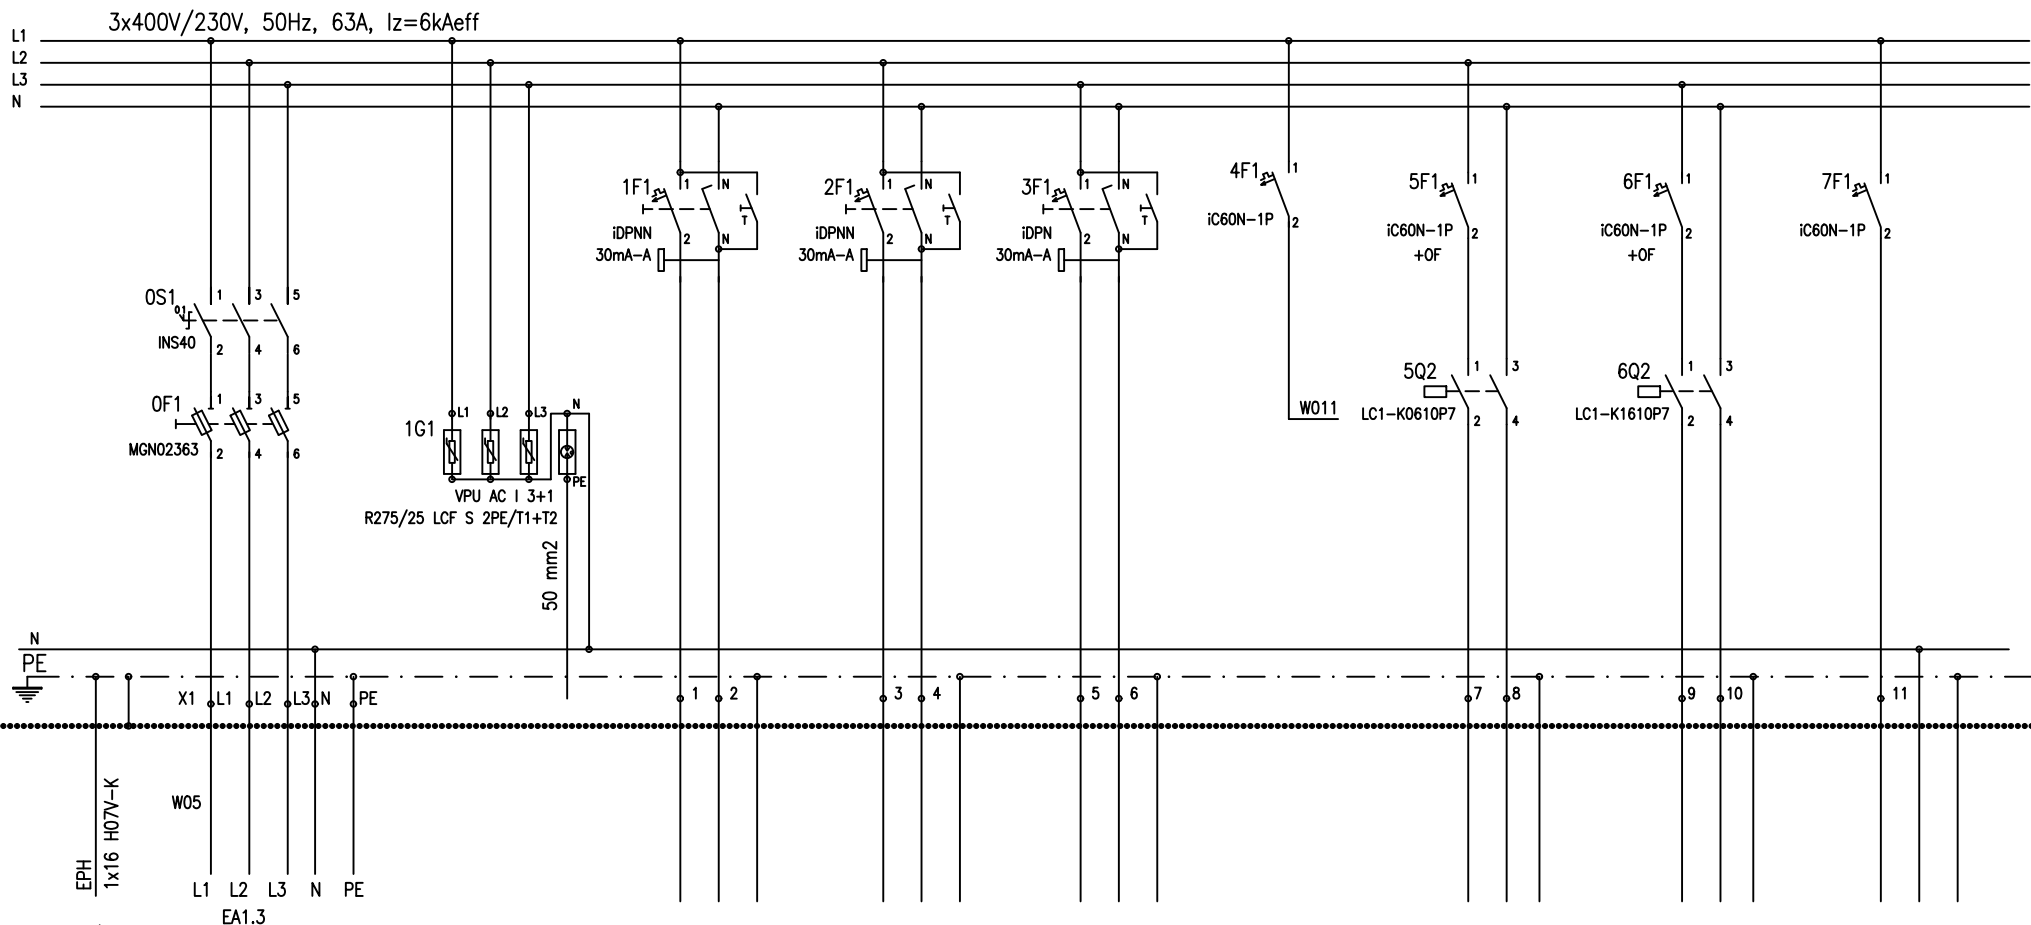 3x400V/230V, 50Hz, 63A, Iz=6kAeff
L1
L2
L3
N
0S1
0 1
1 3 5
INS40
2 4 6
0F1
1 3 5
MGN02363
2 4 6
1G1
L1 L2 L3 N
PE
VPU AC I 3+1
R275/25 LCF S 2PE/T1+T2
50 mm2
1F1
1 N
T
iDPNN
2 N
30mA-A
2F1
1 N
T
iDPNN
2 N
30mA-A
3F1
1 N
T
iDPN
2 N
30mA-A
4F1
1
iC60N-1P
2
W011
5F1
1
iC60N-1P
2
+OF
5Q2
1 3
LC1-K0610P7
2 4
6F1
1
iC60N-1P
2
+OF
6Q2
1 3
LC1-K1610P7
2 4
7F1
1
iC60N-1P
2
N
PE
X1 L1 L2 L3 N PE
1 2 3 4 5 6 7 8 9 10 11
EPH
1x16 H07V-K
W05
L1 L2 L3 N PE
EA1.3